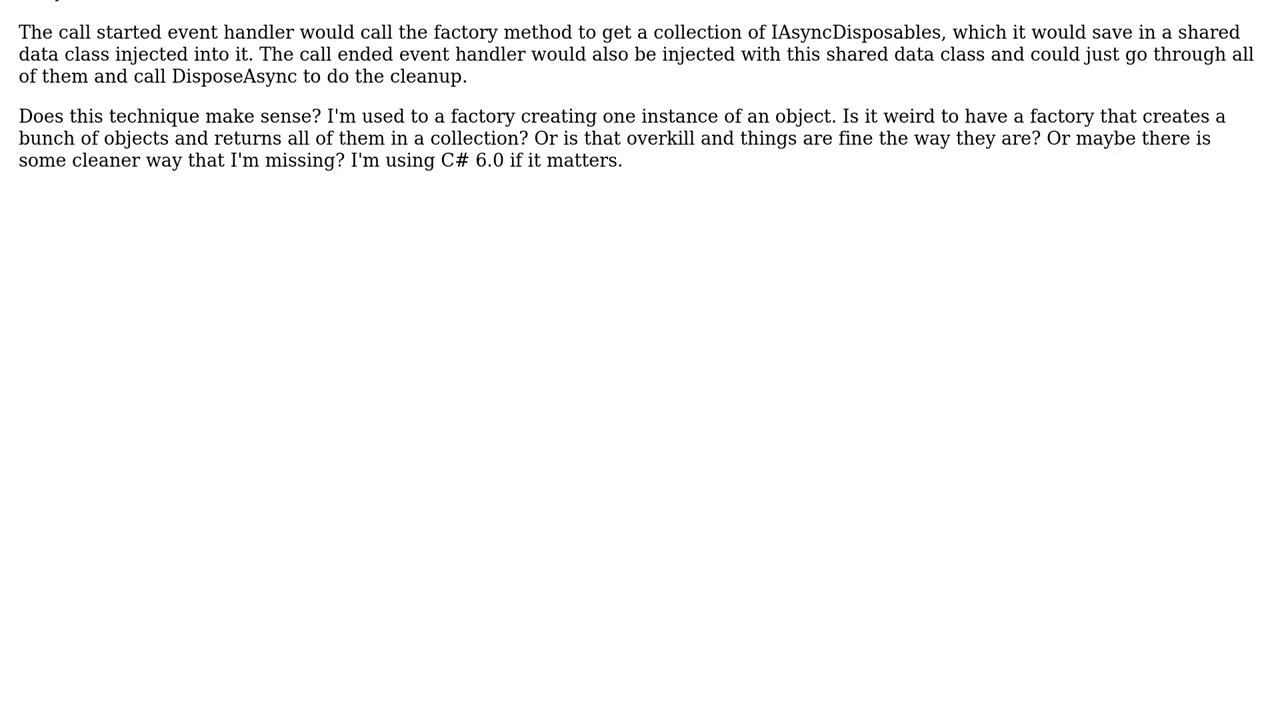 The call started event handler would call the factory method to get a collection of IAsyncDisposables, which it would save in a shared
data class injected into it. The call ended event handler would also be injected with this shared data class and could just go through all
of them and call DisposeAsync to do the cleanup.
Does this technique make sense? I'm used to a factory creating one instance of an object. Is it weird to have a factory that creates a
bunch of objects and returns all of them in a collection? Or is that overkill and things are fine the way they are? Or maybe there is
some cleaner way that I'm missing? I'm using C# 6.0 if it matters.